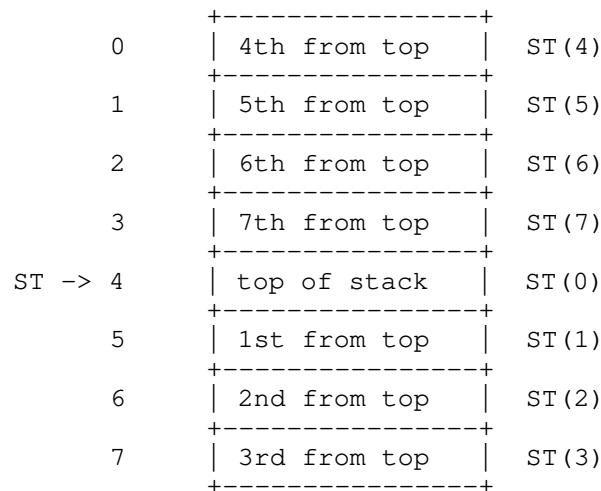 +----------------+
0 | 4th from top | ST(4)
+----------------+
1 | 5th from top | ST(5)
+----------------+
2 | 6th from top | ST(6)
+----------------+
3 | 7th from top | ST(7)
+----------------+
ST -> 4 | top of stack | ST(0)
+----------------+
5 | 1st from top | ST(1)
+----------------+
6 | 2nd from top | ST(2)
+----------------+
7 | 3rd from top | ST(3)
+----------------+